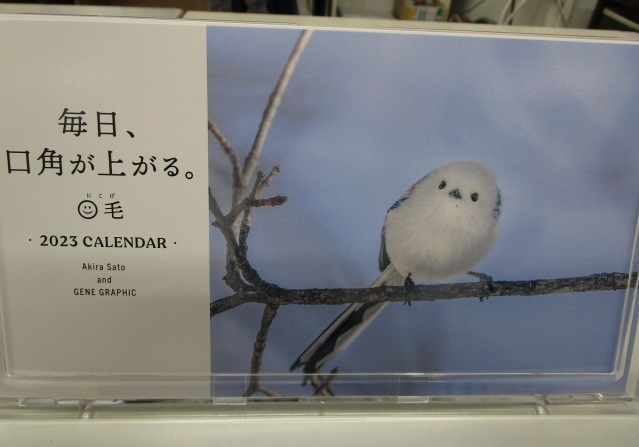 毎日、
口角が上がる。
にこげ
☺毛
· 2023 CALENDAR ·
Akira Sato
and
GENE GRAPHIC